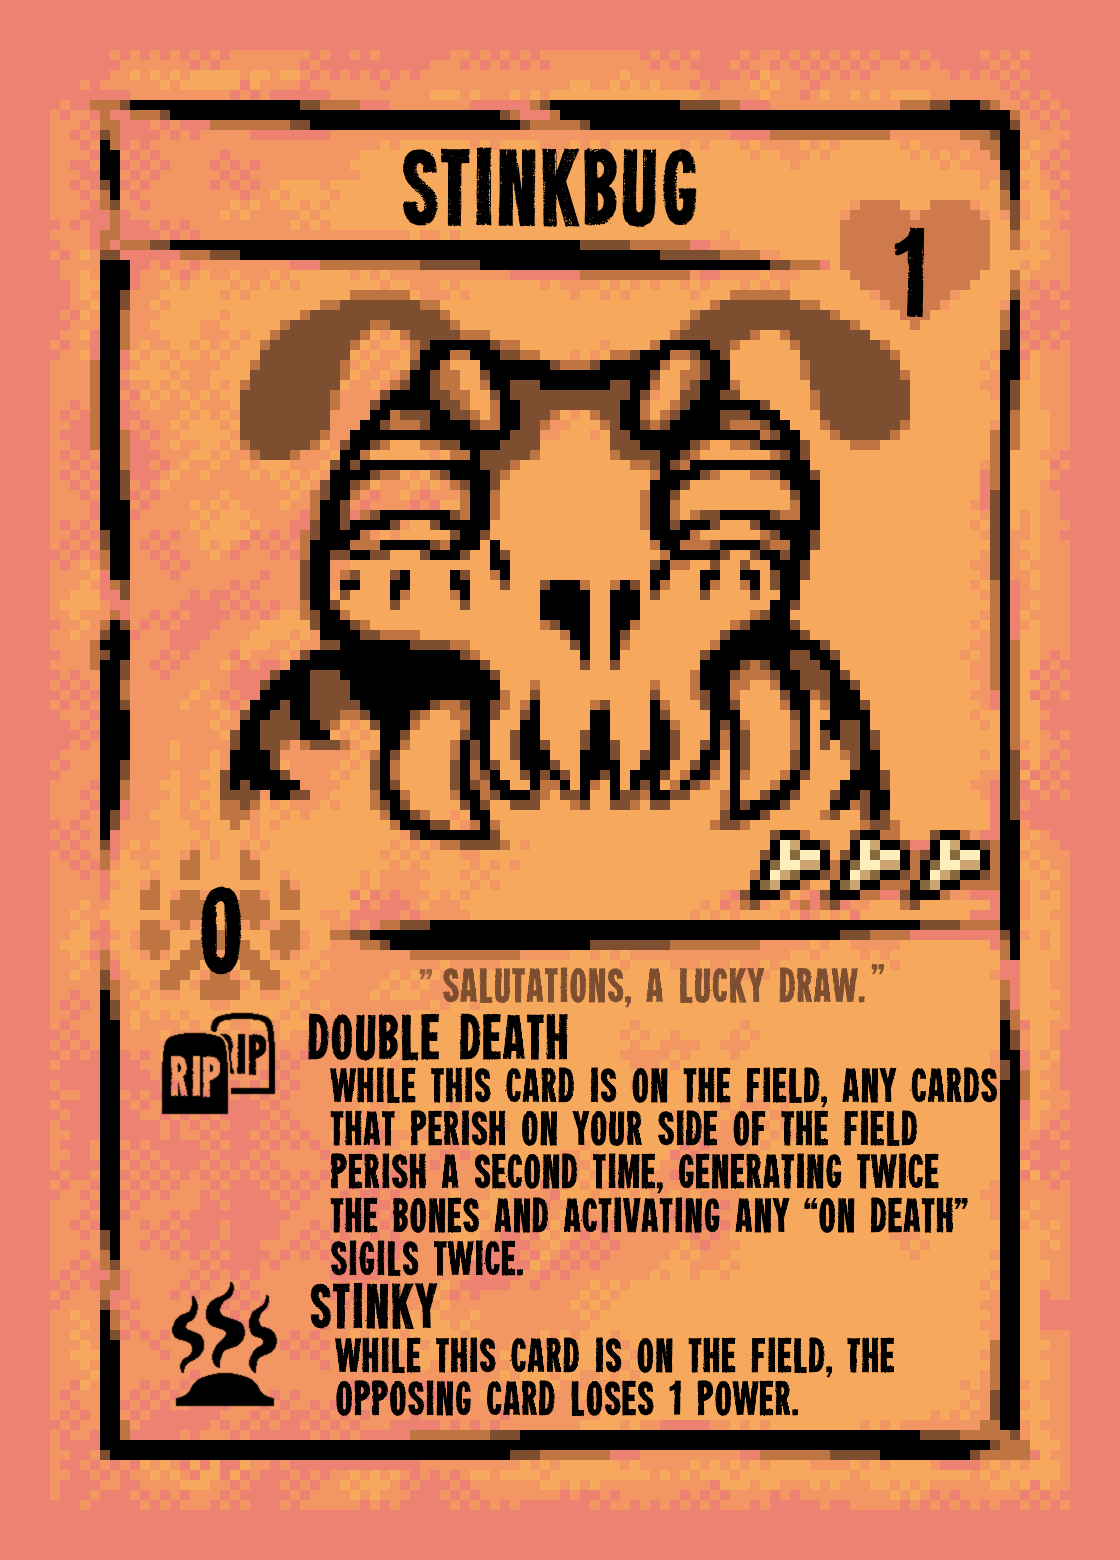 STINKBUG
1
0
" SALUTATIONS, A LUCKY DRAW."
RIP
RIP
DOUBLE DEATH
WHILE THIS CARD IS ON THE FIELD, ANY CARDS
THAT PERISH ON YOUR SIDE OF THE FIELD
PERISH A SECOND TIME, GENERATING TWICE
THE BONES AND ACTIVATING ANY “ON DEATH”
SIGILS TWICE.
STINKY
WHILE THIS CARD IS ON THE FIELD, THE
OPPOSING CARD LOSES 1 POWER.